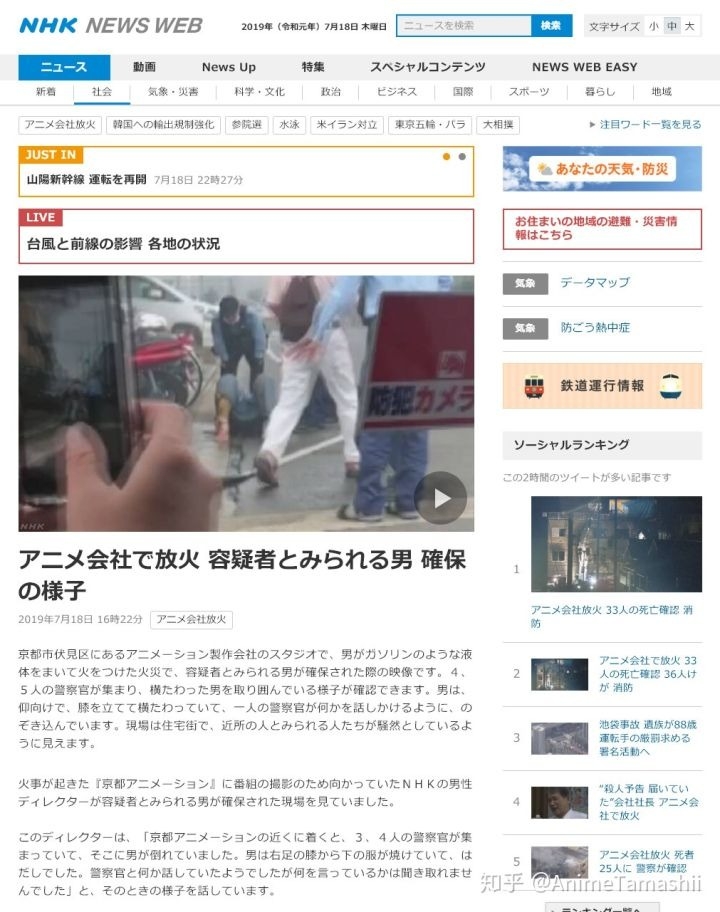 NHK NEWS WEB
2019年（令和元年）7月18日 木曜日
ニュースを検索
検索
文字サイズ 小 中 大
ニュース 動画 News Up 特集 スペシャルコンテンツ NEWS WEB EASY
新着 社会 気象・災害 科学・文化 政治 ビジネス 国際 スポーツ 暮らし 地域
アニメ会社放火 韓国への輸出規制強化 参院選 水泳 米イラン対立 東京五輪・パラ 大相撲
注目ワード一覧を見る
JUST IN
山陽新幹線 運転を再開 7月18日 22時27分
LIVE
台風と前線の影響 各地の状況
防犯カメラ
NHK
アニメ会社で放火 容疑者とみられる男 確保
の様子
2019年7月18日 16時22分 アニメ会社放火
京都市伏見区にあるアニメーション製作会社のスタジオで、男がガソリンのような液
体をまいて火をつけた火災で、容疑者とみられる男が確保された際の映像です。４、
５人の警察官が集まり、横たわった男を取り囲んでいる様子が確認できます。男は、
仰向けで、膝を立てて横たわっていて、一人の警察官が何かを話しかけるように、の
ぞき込んでいます。現場は住宅街で、近所の人とみられる人たちが騒然としているよ
うに見えます。
火事が起きた『京都アニメーション』に番組の撮影のため向かっていたＮＨＫの男性
ディレクターが容疑者とみられる男が確保された現場を見ていました。
このディレクターは、「京都アニメーションの近くに着くと、３、４人の警察官が集
まっていて、そこに男が倒れていました。男は右足の膝から下の服が焼けていて、は
だしでした。警察官と何か話していたようでしたが何を言っているかは聞き取れませ
んでした」と、そのときの様子を話しています。
あなたの天気・防災
お住まいの地域の避難・災害情
報はこちら
気象 データマップ
気象 防ごう熱中症
鉄道運行情報
ソーシャルランキング
この2時間のツイートが多い記事です
1
アニメ会社放火 33人の死亡確認 消
防
2
アニメ会社で放火 33
人の死亡確認 36人け
が 消防
3
池袋事故 遺族が88歳
運転手の厳罰求める
署名活動へ
4
“殺人予告 届いてい
た”会社社長 アニメ会
社で放火
5
アニメ会社放火 死者
25人に 警察が確認
ランキング一覧へ
知乎 @AnimeTamashii